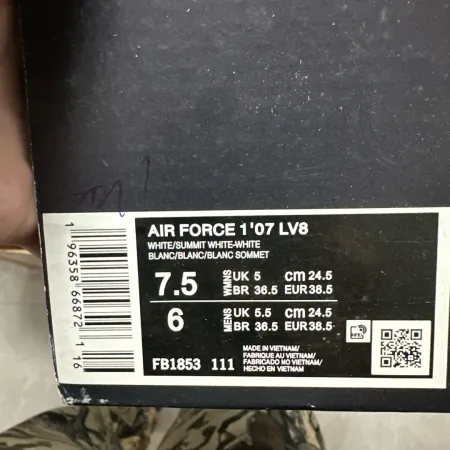 AIR FORCE 1'07 LV8
WHITE/SUMMIT WHITE-WHITE
BLANC/BLANC/BLANC SOMMET
7.5 WMNS UK 5 cm 24.5
BR 36.5 EUR 38.5
6 MENS UK 5.5 cm 24.5
BR 36.5 EUR 38.5
FB1853 111
MADE IN VIETNAM/
FABRIQUE AU VIETNAM/
FABRICADO NO VIETNAM/
HECHO EN VIETNAM
1 96358 66872 1 16